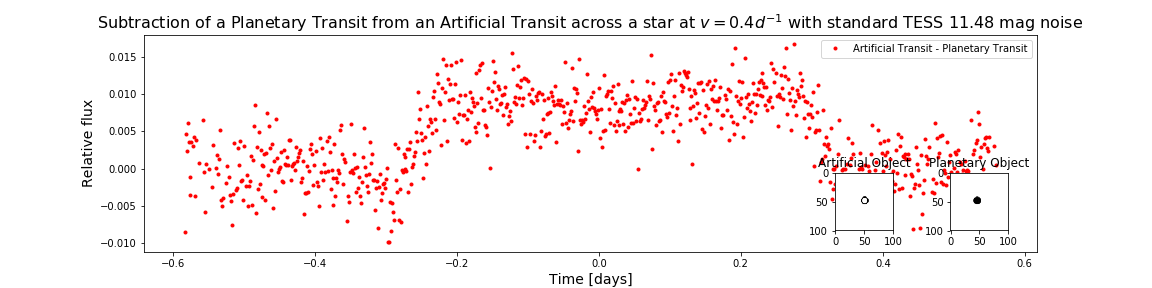 Subtraction of a Planetary Transit from an Artificial Transit across a star at v = 0.4d⁻¹ with standard TESS 11.48 mag noise
Artificial Transit - Planetary Transit
Relative flux
0.015
0.010
0.005
0.000
−0.005
−0.010
Artificial Object
0
50
100
0 50 100
Planetary Object
0
50
100
0 50 100
−0.6 −0.4 −0.2 0.0 0.2 0.4 0.6
Time [days]